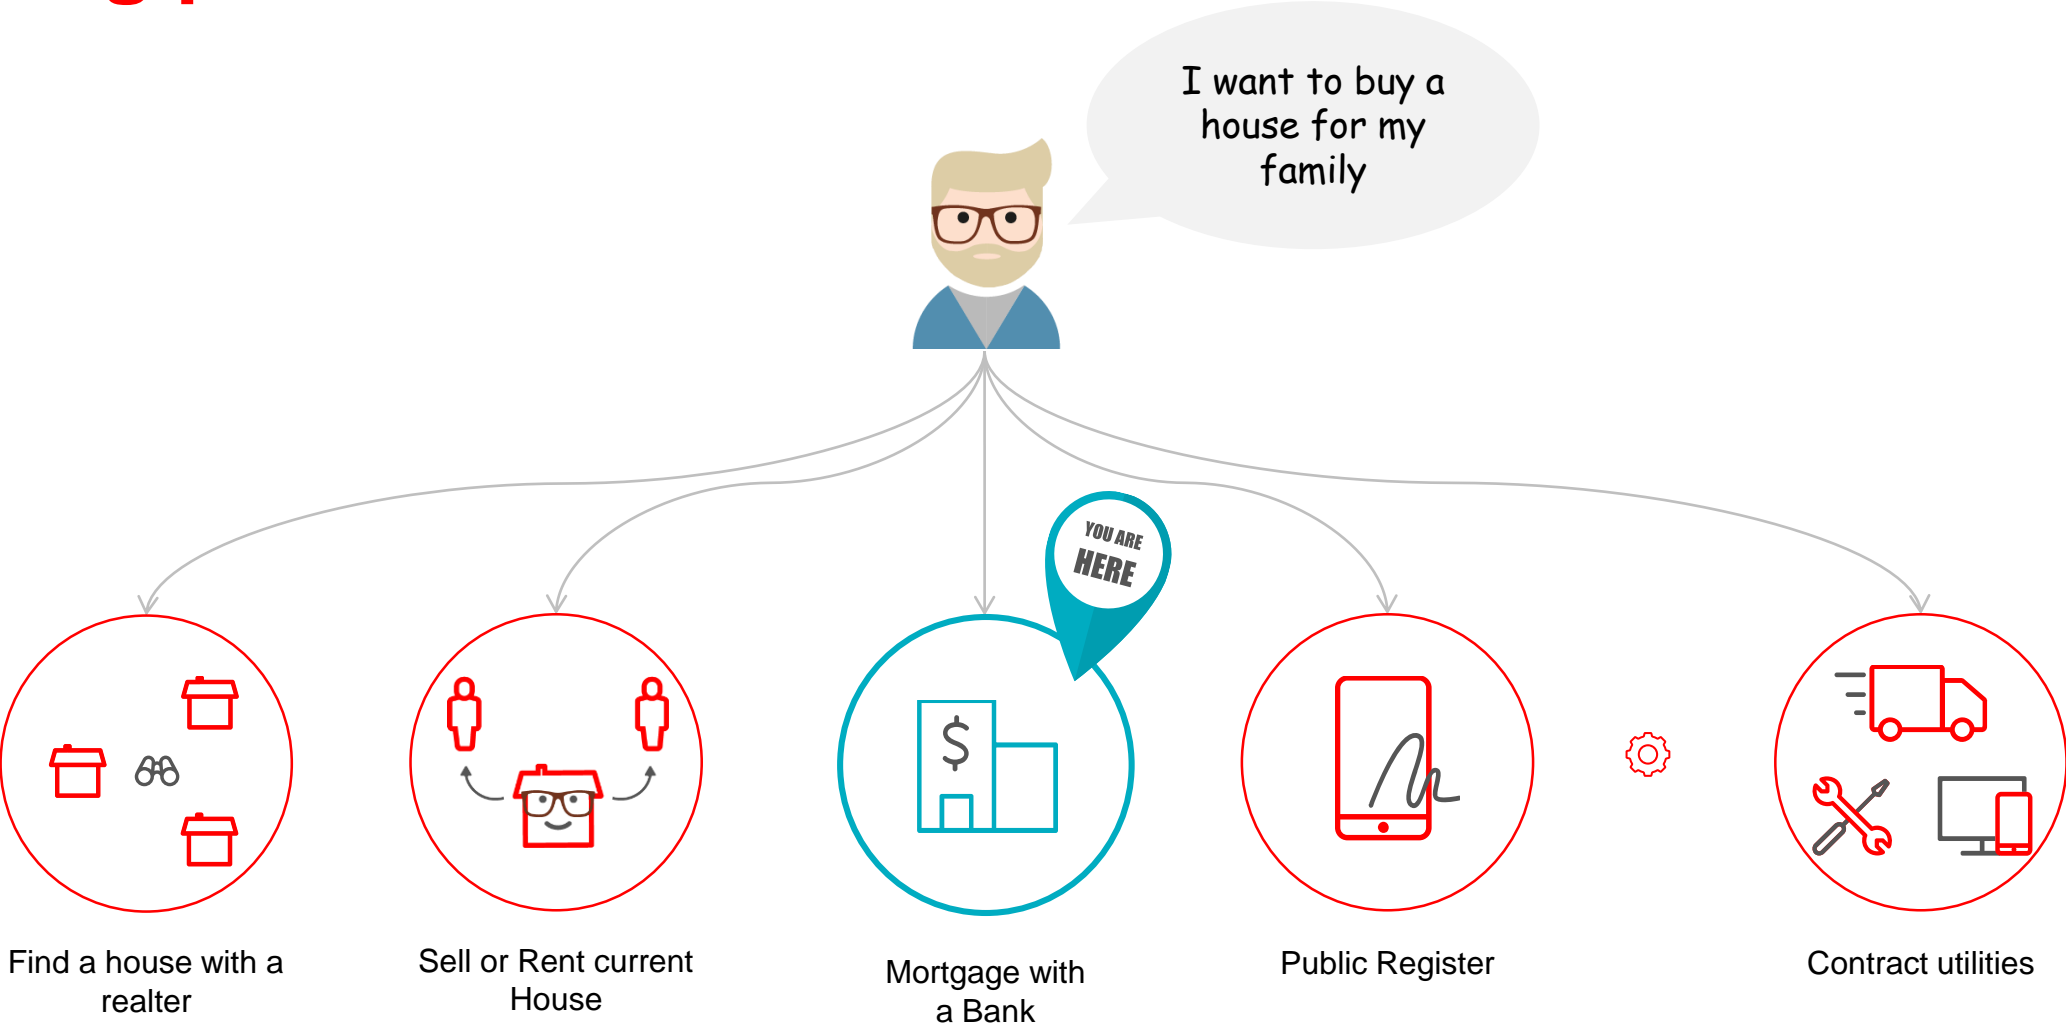 I want to buy a
house for my
family
YOU ARE
HERE
$
Find a house with a
realter
Sell or Rent current
House
Mortgage with
a Bank
Public Register
Contract utilities